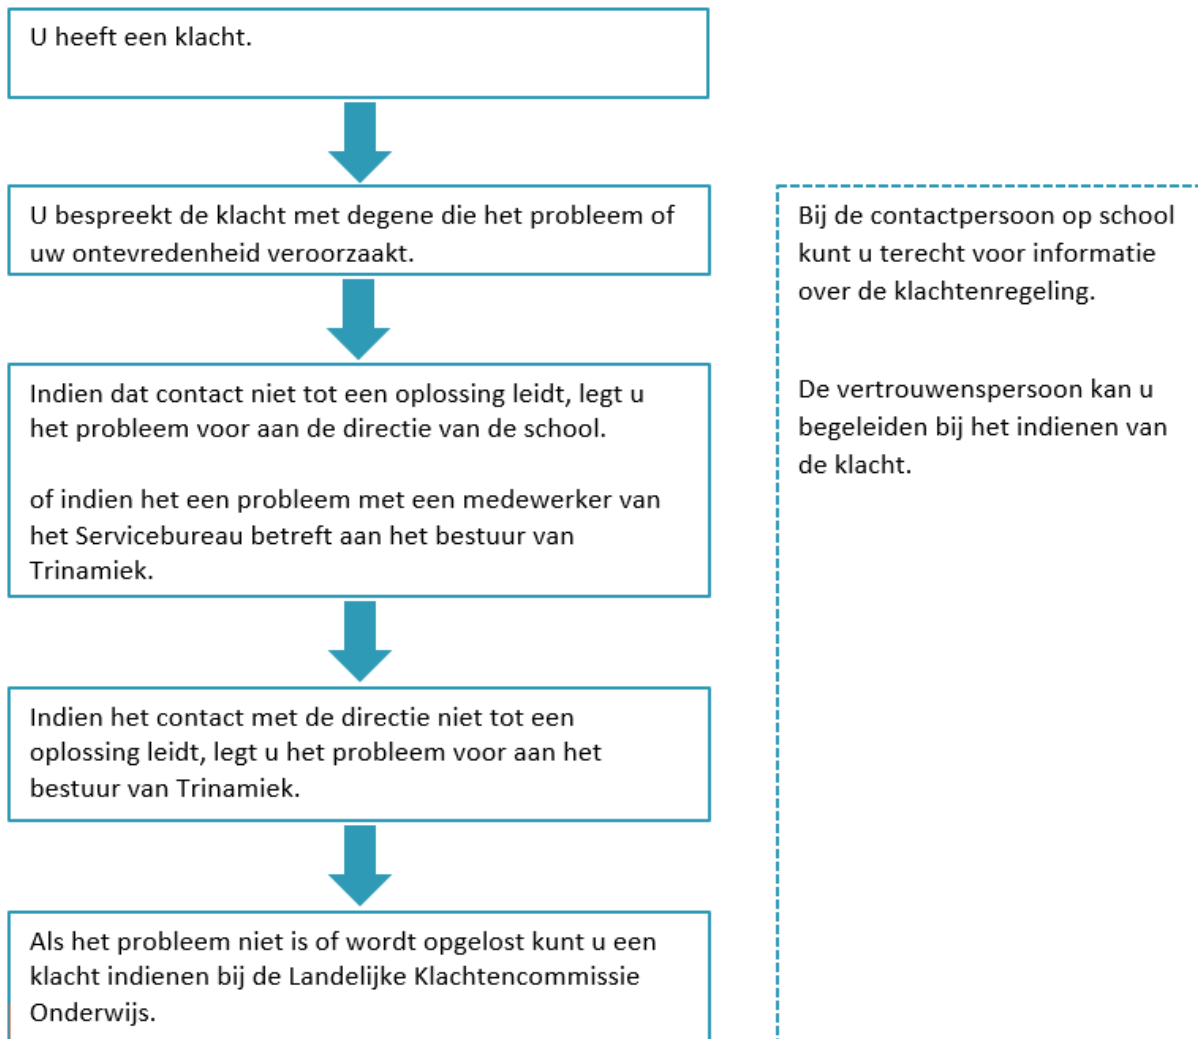 U heeft een klacht.
U bespreekt de klacht met degene die het probleem of
uw ontevredenheid veroorzaakt.
Indien dat contact niet tot een oplossing leidt, legt u
het probleem voor aan de directie van de school.
of indien het een probleem met een medewerker van
het Servicebureau betreft aan het bestuur van
Trinamiek.
Indien het contact met de directie niet tot een
oplossing leidt, legt u het probleem voor aan het
bestuur van Trinamiek.
Als het probleem niet is of wordt opgelost kunt u een
klacht indienen bij de Landelijke Klachtencommissie
Onderwijs.
Bij de contactpersoon op school
kunt u terecht voor informatie
over de klachtenregeling.
De vertrouwenspersoon kan u
begeleiden bij het indienen van
de klacht.